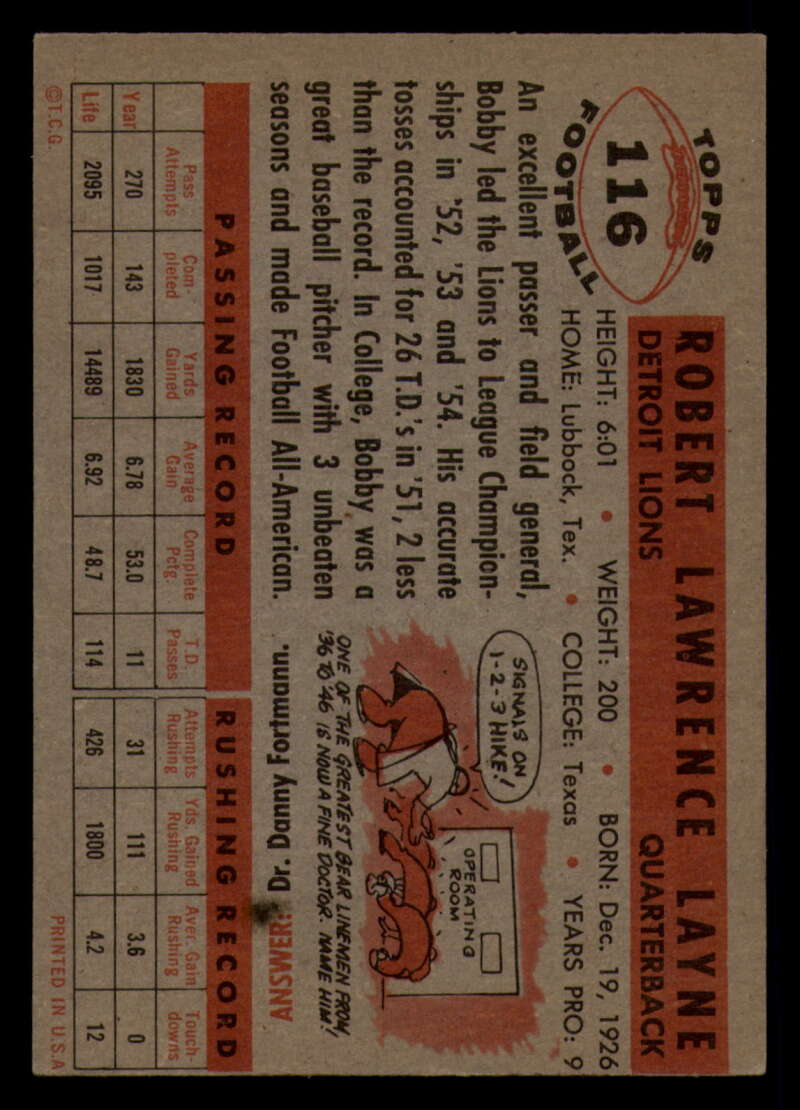 TOPPS
116
FOOTBALL
ROBERT LAWRENCE LAYNE
DETROIT LIONS QUARTERBACK
HEIGHT: 6:01 • WEIGHT: 200 • BORN: Dec. 19, 1926
HOME: Lubbock, Tex. • COLLEGE: Texas • YEARS PRO: 9
An excellent passer and field general,
Bobby led the Lions to League Champion-
ships in '52, '53 and '54. His accurate
tosses accounted for 26 T.D.'s in '51, 2 less
than the record. In College, Bobby was a
great baseball pitcher with 3 unbeaten
seasons and made Football All-American.
SIGNALS ON
1-2-3 HIKE!
OPERATING
ROOM
ONE OF THE GREATEST BEAR LINEMEN FROM
'36 TO '46 IS NOW A FINE DOCTOR. NAME HIM!
ANSWER: Dr. Danny Fortmann.
PASSING RECORD RUSHING RECORD
Pass Attempts Com-pleted Yards Gained Average Gain Complete Pctg. T.D. Passes Attempts Rushing Yds. Gained Rushing Aver. Gain Rushing Touch-downs
Year 270 143 1830 6.78 53.0 11 31 111 3.6 0
Life 2095 1017 14489 6.92 48.7 114 426 1800 4.2 12
©T.C.G. PRINTED IN U.S.A